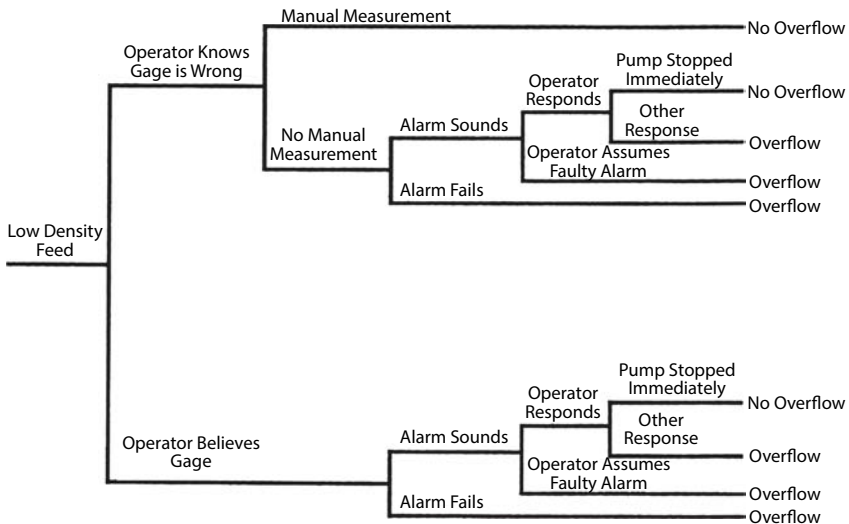 Manual Measurement
No Overflow
Operator Knows
Gage is Wrong
Pump Stopped
Immediately
No Overflow
Operator
Responds
Other
Response
Overflow
No Manual
Measurement
Alarm Sounds
Operator Assumes
Faulty Alarm
Overflow
Alarm Fails
Overflow
Low Density
Feed
Pump Stopped
Immediately
No Overflow
Operator
Responds
Other
Response
Overflow
Operator Believes
Gage
Alarm Sounds
Operator Assumes
Faulty Alarm
Overflow
Alarm Fails
Overflow